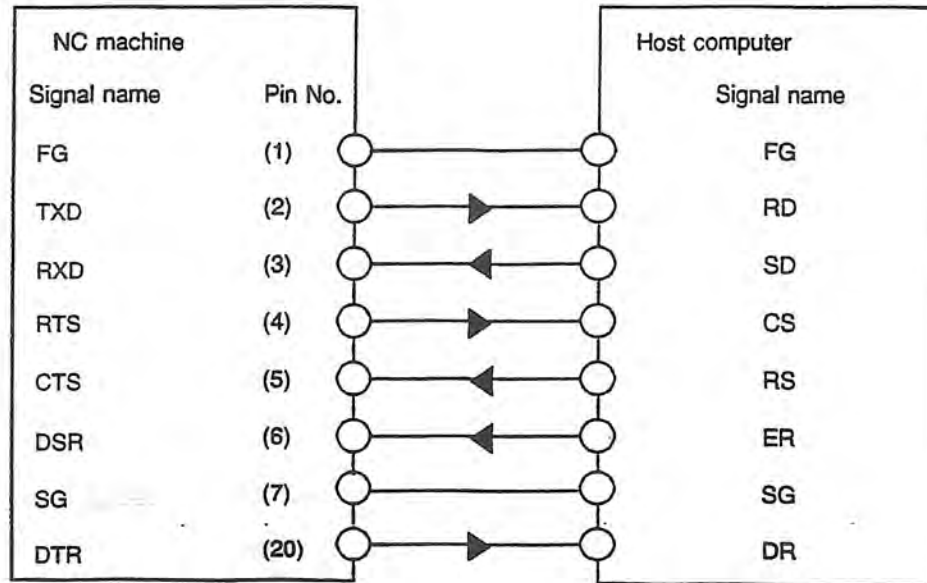 NC machine Host computer
Signal name Pin No. Signal name
FG (1) FG
TXD (2) RD
RXD (3) SD
RTS (4) CS
CTS (5) RS
DSR (6) ER
SG (7) SG
DTR (20) DR